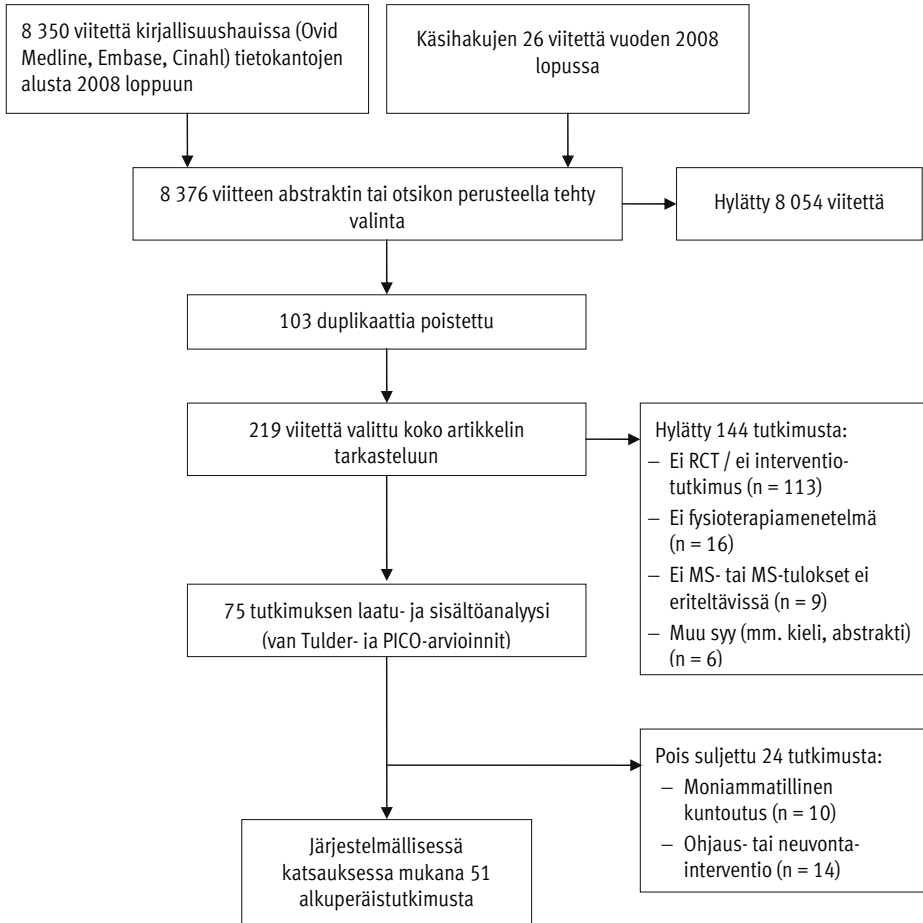 8 350 viitettä kirjallisuushauissa (Ovid
Medline, Embase, Cinahl) tietokantojen
alusta 2008 loppuun
Käsihakujen 26 viitettä vuoden 2008
lopussa
8 376 viitteen abstraktin tai otsikon perusteella tehty
valinta
Hylätty 8 054 viitettä
103 duplikaattia poistettu
219 viitettä valittu koko artikkelin
tarkasteluun
Hylätty 144 tutkimusta:
– Ei RCT / ei interventio-
tutkimus (n = 113)
– Ei fysioterapiamenetelmä
(n = 16)
– Ei MS- tai MS-tulokset ei
eriteltävissä (n = 9)
– Muu syy (mm. kieli, abstrakti)
(n = 6)
75 tutkimuksen laatu- ja sisältöanalyysi
(van Tulder- ja PICO-arvioinnit)
Pois suljettu 24 tutkimusta:
– Moniammatillinen
kuntoutus (n = 10)
– Ohjaus- tai neuvonta-
interventio (n = 14)
Järjestelmällisessä
katsauksessa mukana 51
alkuperäistutkimusta